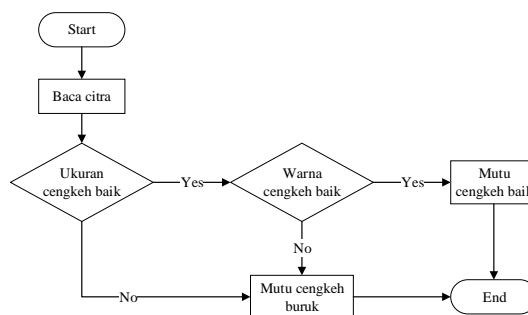 Start
Baca citra
Ukuran
cengkeh baik
Yes
Warna
cengkeh baik
Yes
Mutu
cengkeh baik
No
No
Mutu cengkeh
buruk
End